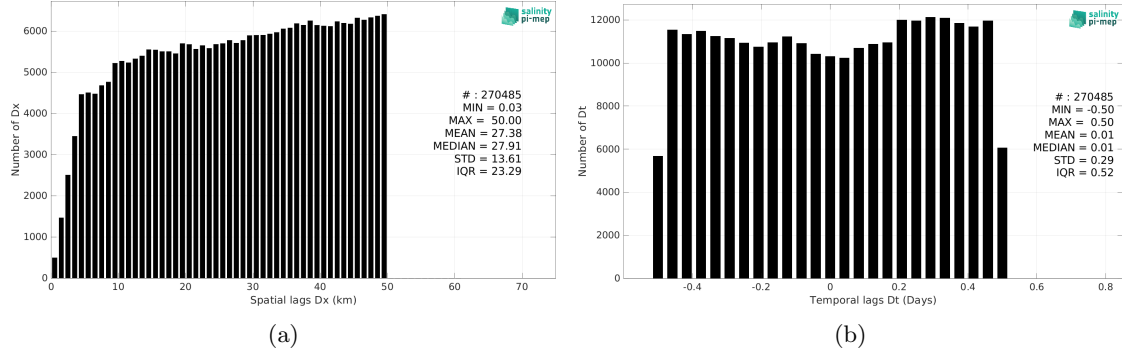 salinity
pi-mep
6000
5000
4000
3000
2000
1000
0
Number of Dx
# : 270485
MIN = 0.03
MAX = 50.00
MEAN = 27.38
MEDIAN = 27.91
STD = 13.61
IQR = 23.29
0 10 20 30 40 50 60 70
Spatial lags Dx (km)
(a)
salinity
pi-mep
12000
10000
8000
6000
4000
2000
0
Number of Dt
# : 270485
MIN = -0.50
MAX = 0.50
MEAN = 0.01
MEDIAN = 0.01
STD = 0.29
IQR = 0.52
-0.4 -0.2 0 0.2 0.4 0.6 0.8
Temporal lags Dt (Days)
(b)